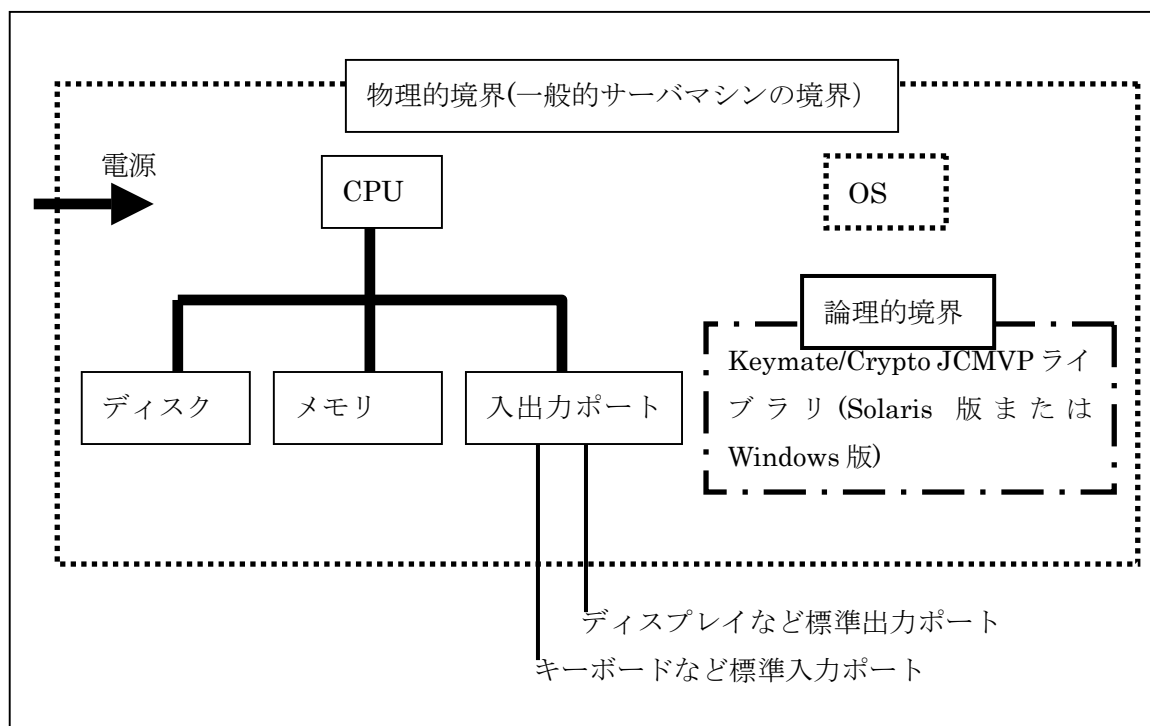 物理的境界(一般的サーバマシンの境界)
電源
CPU
OS
論理的境界
Keymate/Crypto JCMVP ライ
ブラリ(Solaris 版または
Windows 版)
ディスク
メモリ
入出力ポート
ディスプレイなど標準出力ポート
キーボードなど標準入力ポート